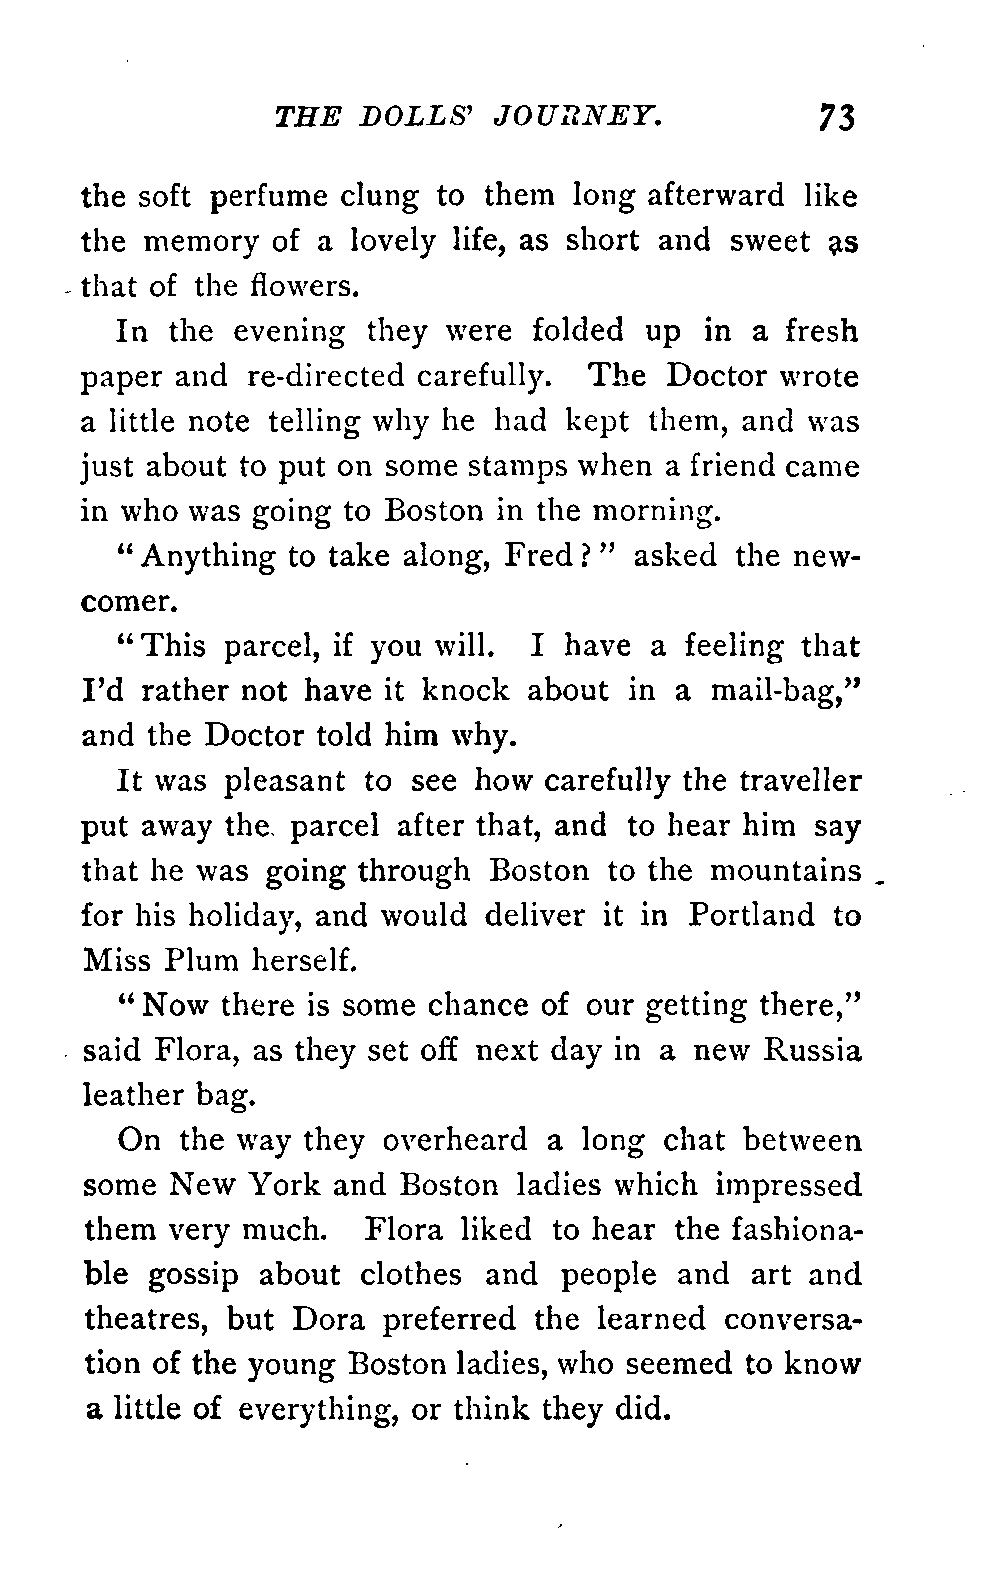 THE DOLLS' JOURNEY. 73
the soft perfume clung to them long afterward like
the memory of a lovely life, as short and sweet as
that of the flowers.
In the evening they were folded up in a fresh
paper and re-directed carefully. The Doctor wrote
a little note telling why he had kept them, and was
just about to put on some stamps when a friend came
in who was going to Boston in the morning.
"Anything to take along, Fred?" asked the new-
comer.
"This parcel, if you will. I have a feeling that
I'd rather not have it knock about in a mail-bag,"
and the Doctor told him why.
It was pleasant to see how carefully the traveller
put away the parcel after that, and to hear him say
that he was going through Boston to the mountains
for his holiday, and would deliver it in Portland to
Miss Plum herself.
"Now there is some chance of our getting there,"
said Flora, as they set off next day in a new Russia
leather bag.
On the way they overheard a long chat between
some New York and Boston ladies which impressed
them very much. Flora liked to hear the fashiona-
ble gossip about clothes and people and art and
theatres, but Dora preferred the learned conversa-
tion of the young Boston ladies, who seemed to know
a little of everything, or think they did.